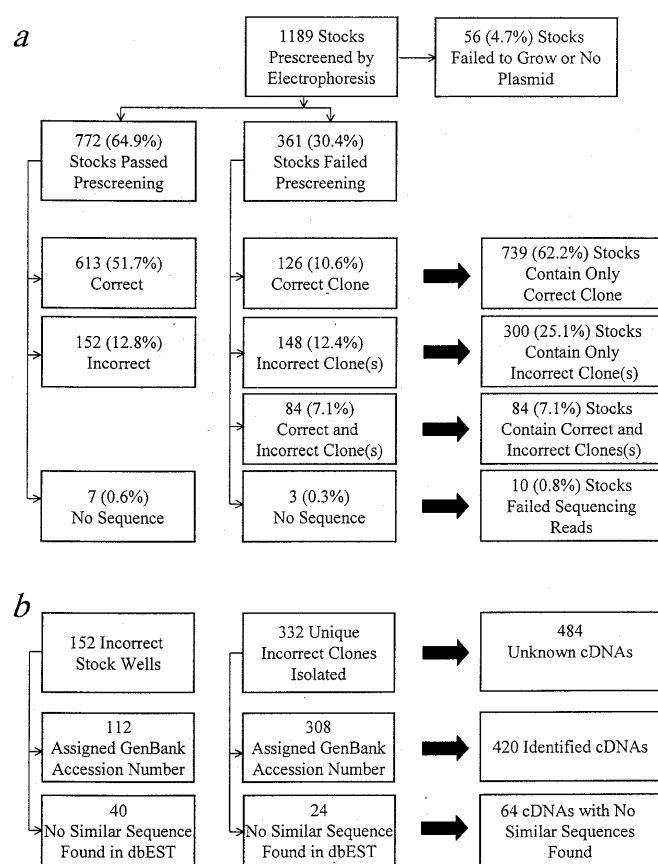 a
1189 Stocks
Prescreened by
Electrophoresis
56 (4.7%) Stocks
Failed to Grow or No
Plasmid
772 (64.9%)
Stocks Passed
Prescreening
361 (30.4%)
Stocks Failed
Prescreening
613 (51.7%)
Correct
126 (10.6%)
Correct Clone
739 (62.2%) Stocks
Contain Only
Correct Clone
152 (12.8%)
Incorrect
148 (12.4%)
Incorrect Clone(s)
300 (25.1%) Stocks
Contain Only
Incorrect Clone(s)
84 (7.1%)
Correct and
Incorrect Clone(s)
84 (7.1%) Stocks
Contain Correct and
Incorrect Clones(s)
7 (0.6%)
No Sequence
3 (0.3%)
No Sequence
10 (0.8%) Stocks
Failed Sequencing
Reads
b
152 Incorrect
Stock Wells
332 Unique
Incorrect Clones
Isolated
484
Unknown cDNAs
112
Assigned GenBank
Accession Number
308
Assigned GenBank
Accession Number
420 Identified cDNAs
40
No Similar Sequence
Found in dbEST
24
No Similar Sequence
Found in dbEST
64 cDNAs with No
Similar Sequences
Found